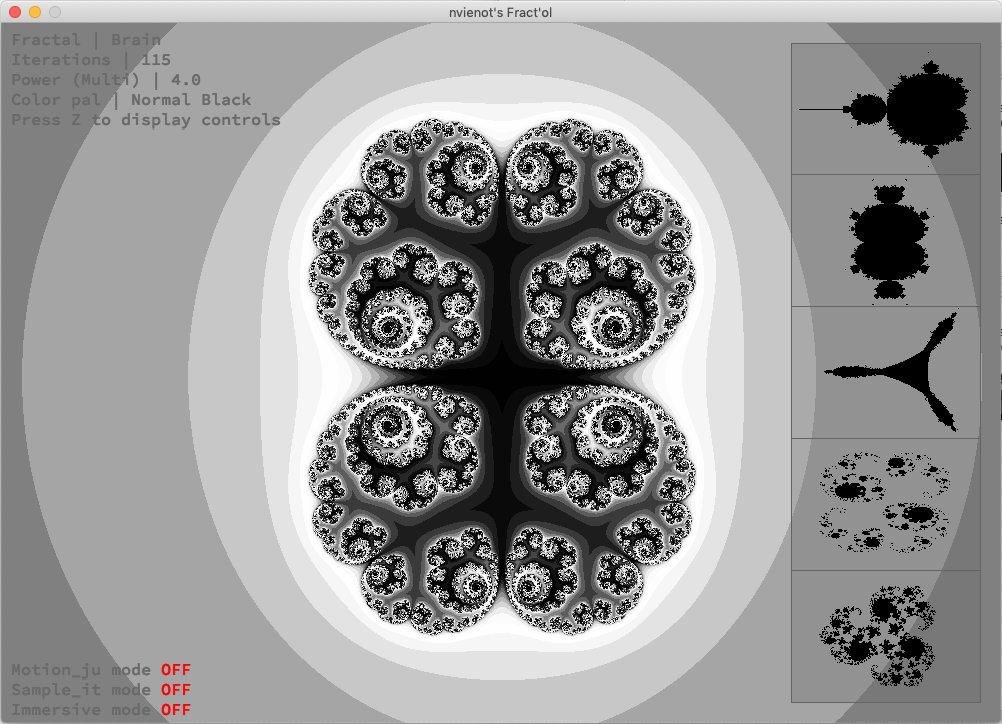 nvienot's Fract'ol
Fractal | Brain
Iterations | 115
Power (Multi) | 4.0
Color pal | Normal Black
Press Z to display controls
Motion_ju mode OFF
Sample_it mode OFF
Immersive mode OFF